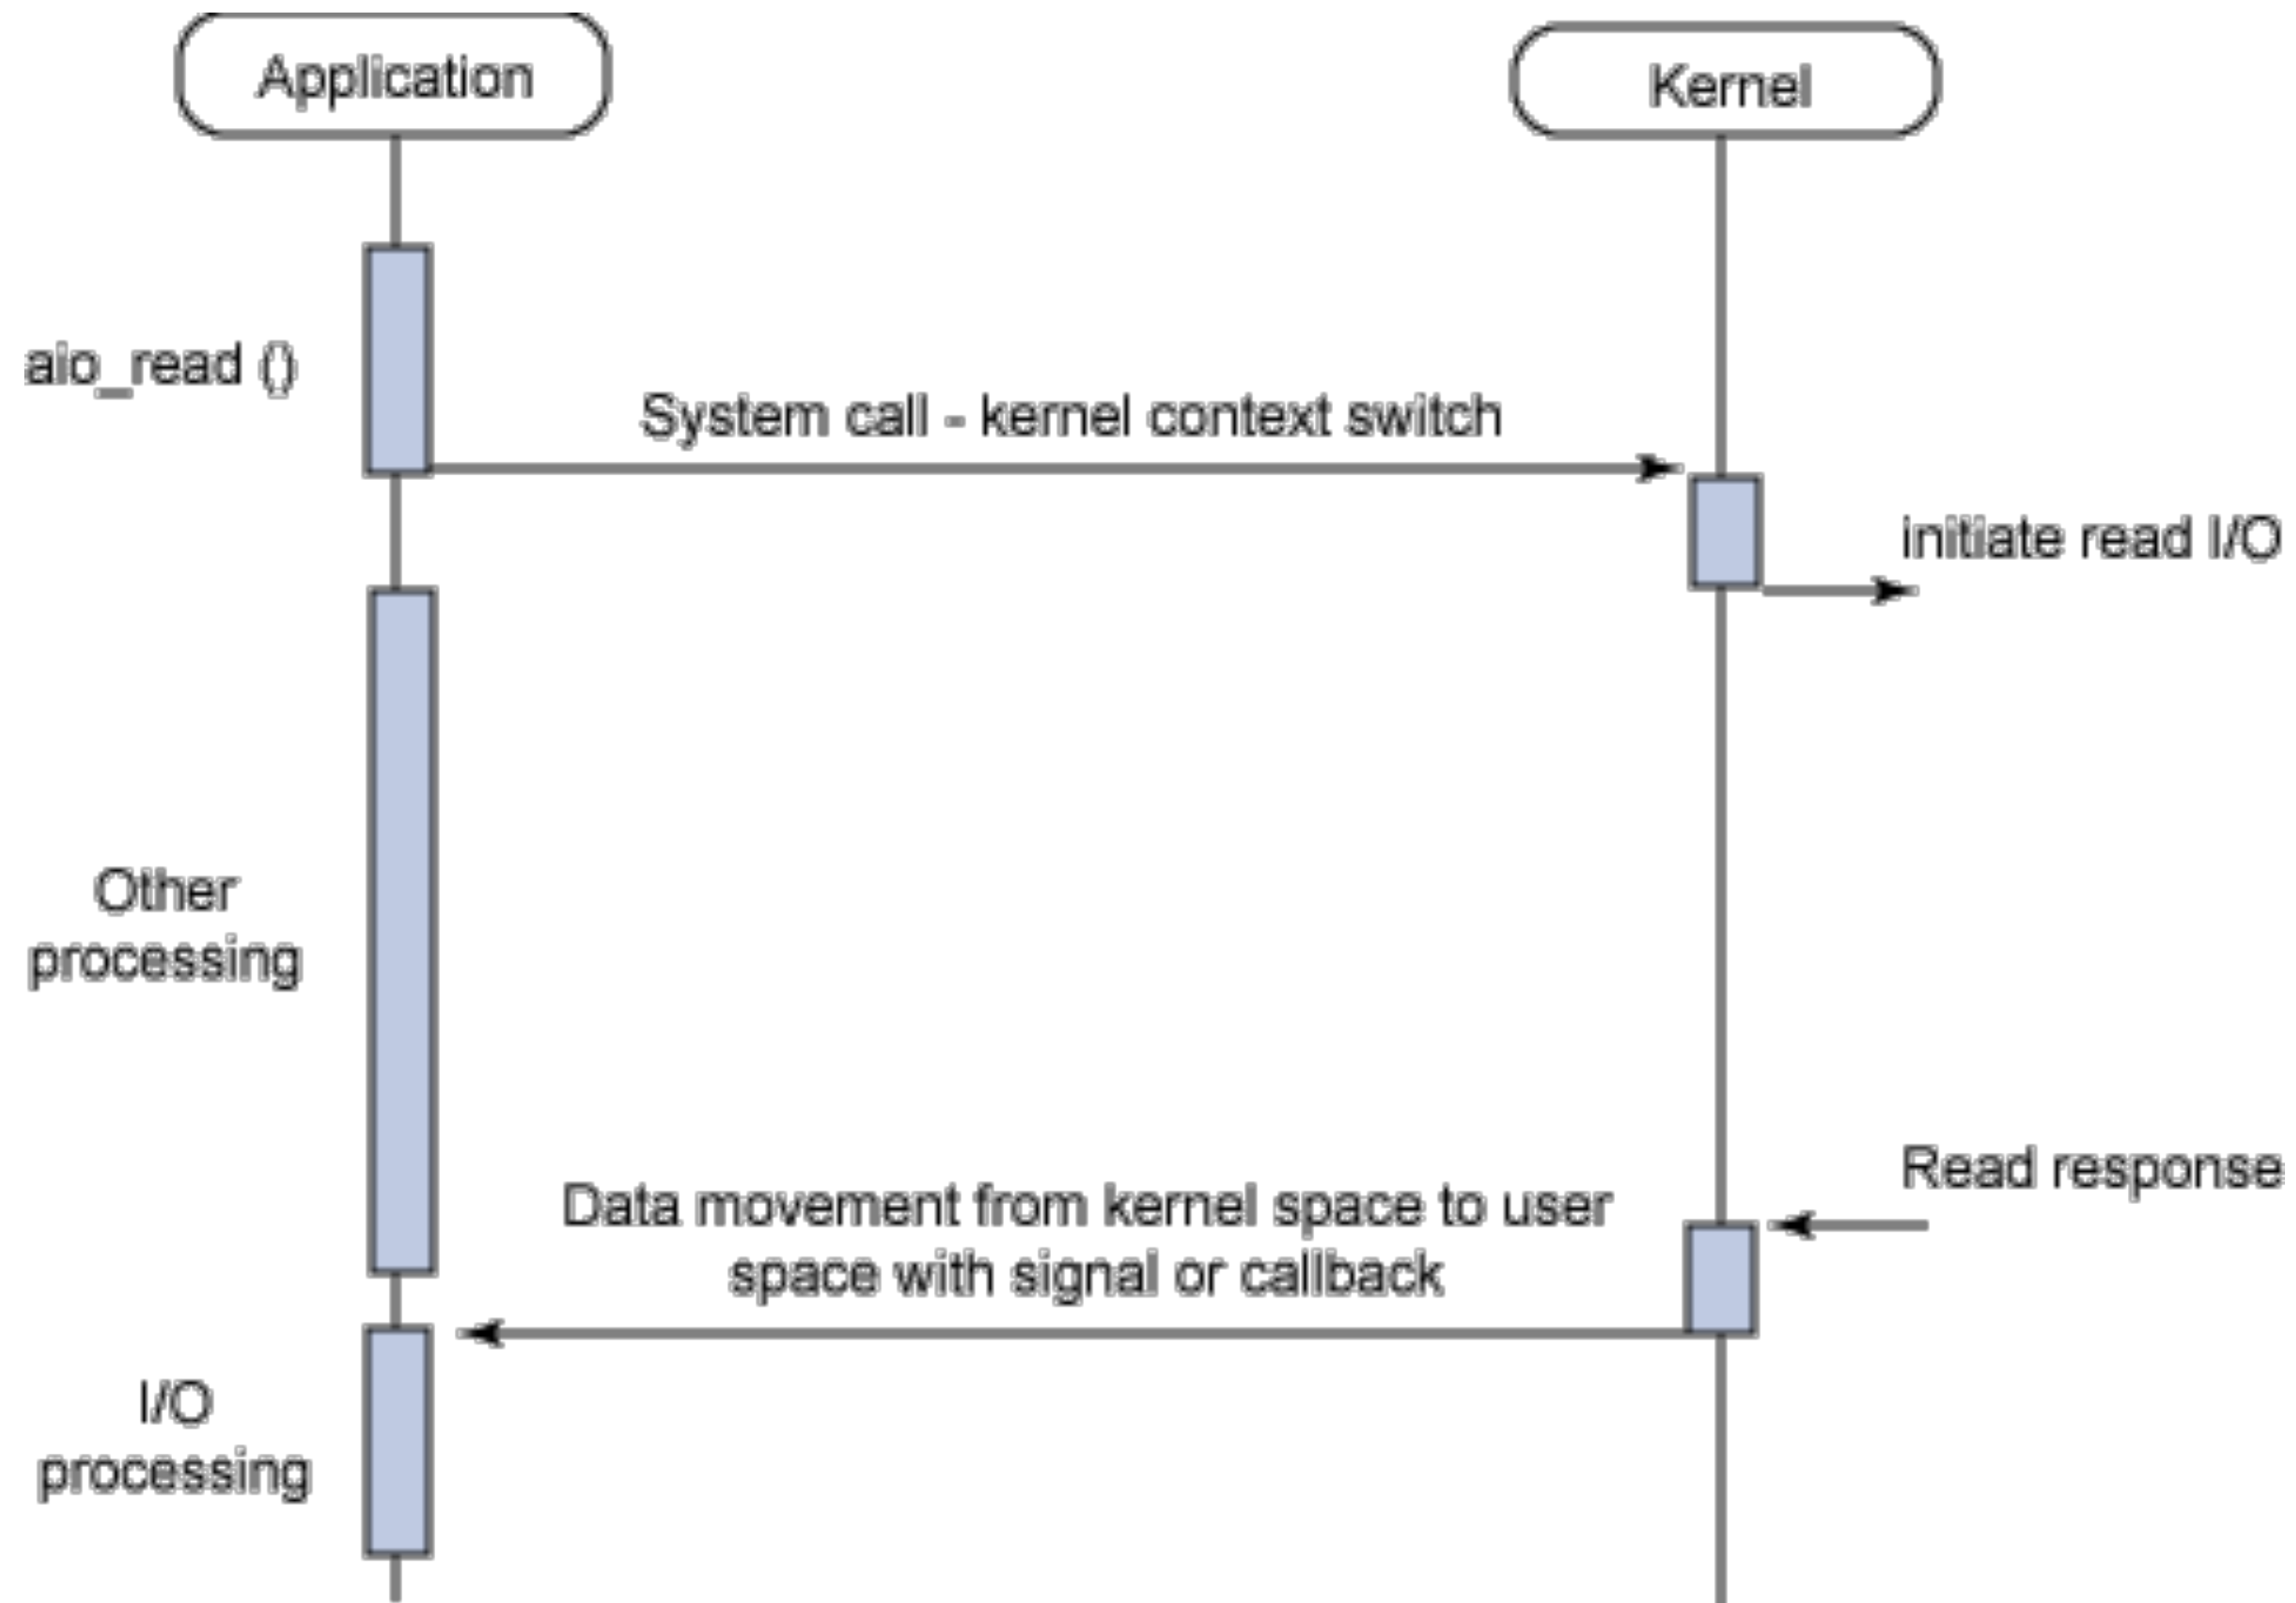 Application
Kernel
aio_read ()
System call - kernel context switch
initiate read I/O
Other
processing
Read response
Data movement from kernel space to user
space with signal or callback
I/O
processing